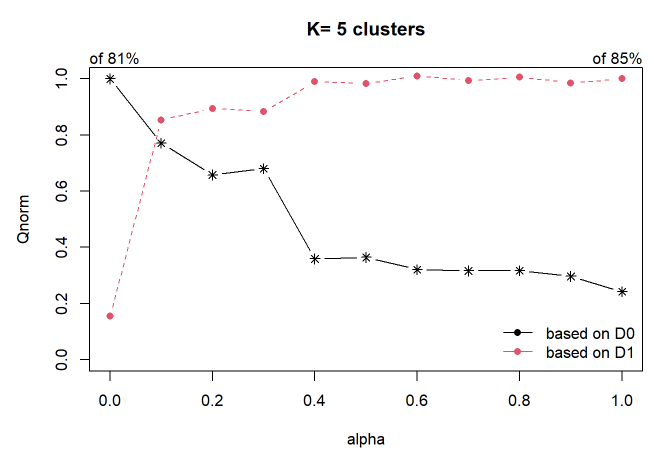 K= 5 clusters
of 81%
of 85%
Qnorm
1.0
0.8
0.6
0.4
0.2
0.0
based on D0
based on D1
0.0
0.2
0.4
0.6
0.8
1.0
alpha